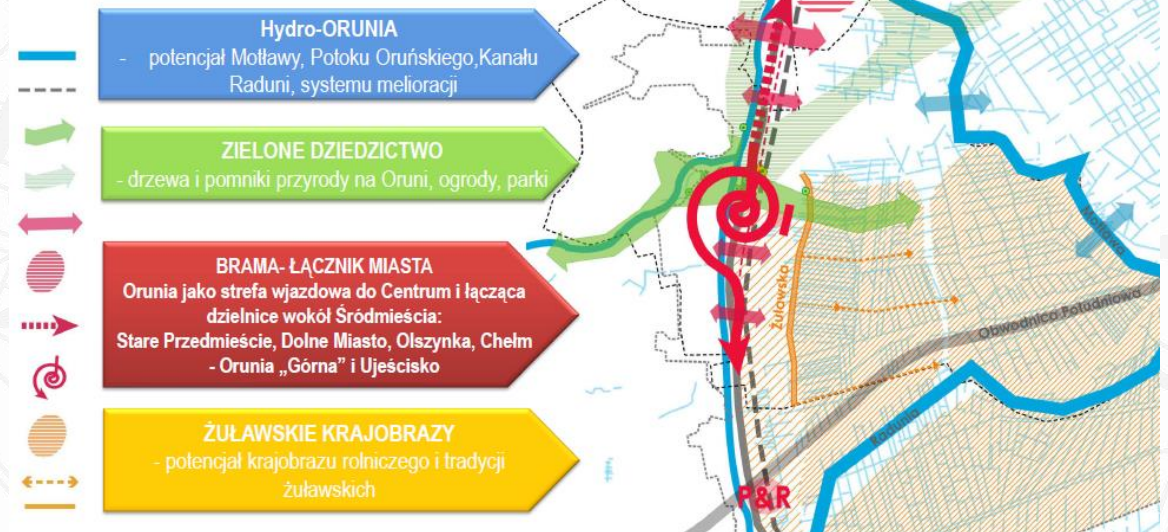 Hydro-ORUNIA
- potencjał Motławy, Potoku Oruńskiego,Kanału
Raduni, systemu melioracji
ZIELONE DZIEDZICTWO
- drzewa i pomniki przyrody na Oruni, ogrody, parki
BRAMA- ŁĄCZNIK MIASTA
Orunia jako strefa wjazdowa do Centrum i łącząca
dzielnice wokół Śródmieścia:
Stare Przedmieście, Dolne Miasto, Olszynka, Chełm
- Orunia „Górna" i Ujeścisko
ŻUŁAWSKIE KRAJOBRAZY
- potencjał krajobrazu rolniczego i tradycji
żuławskich
I
Żuławska
Motława
Obwodnica Południowa
Radunia
P&R